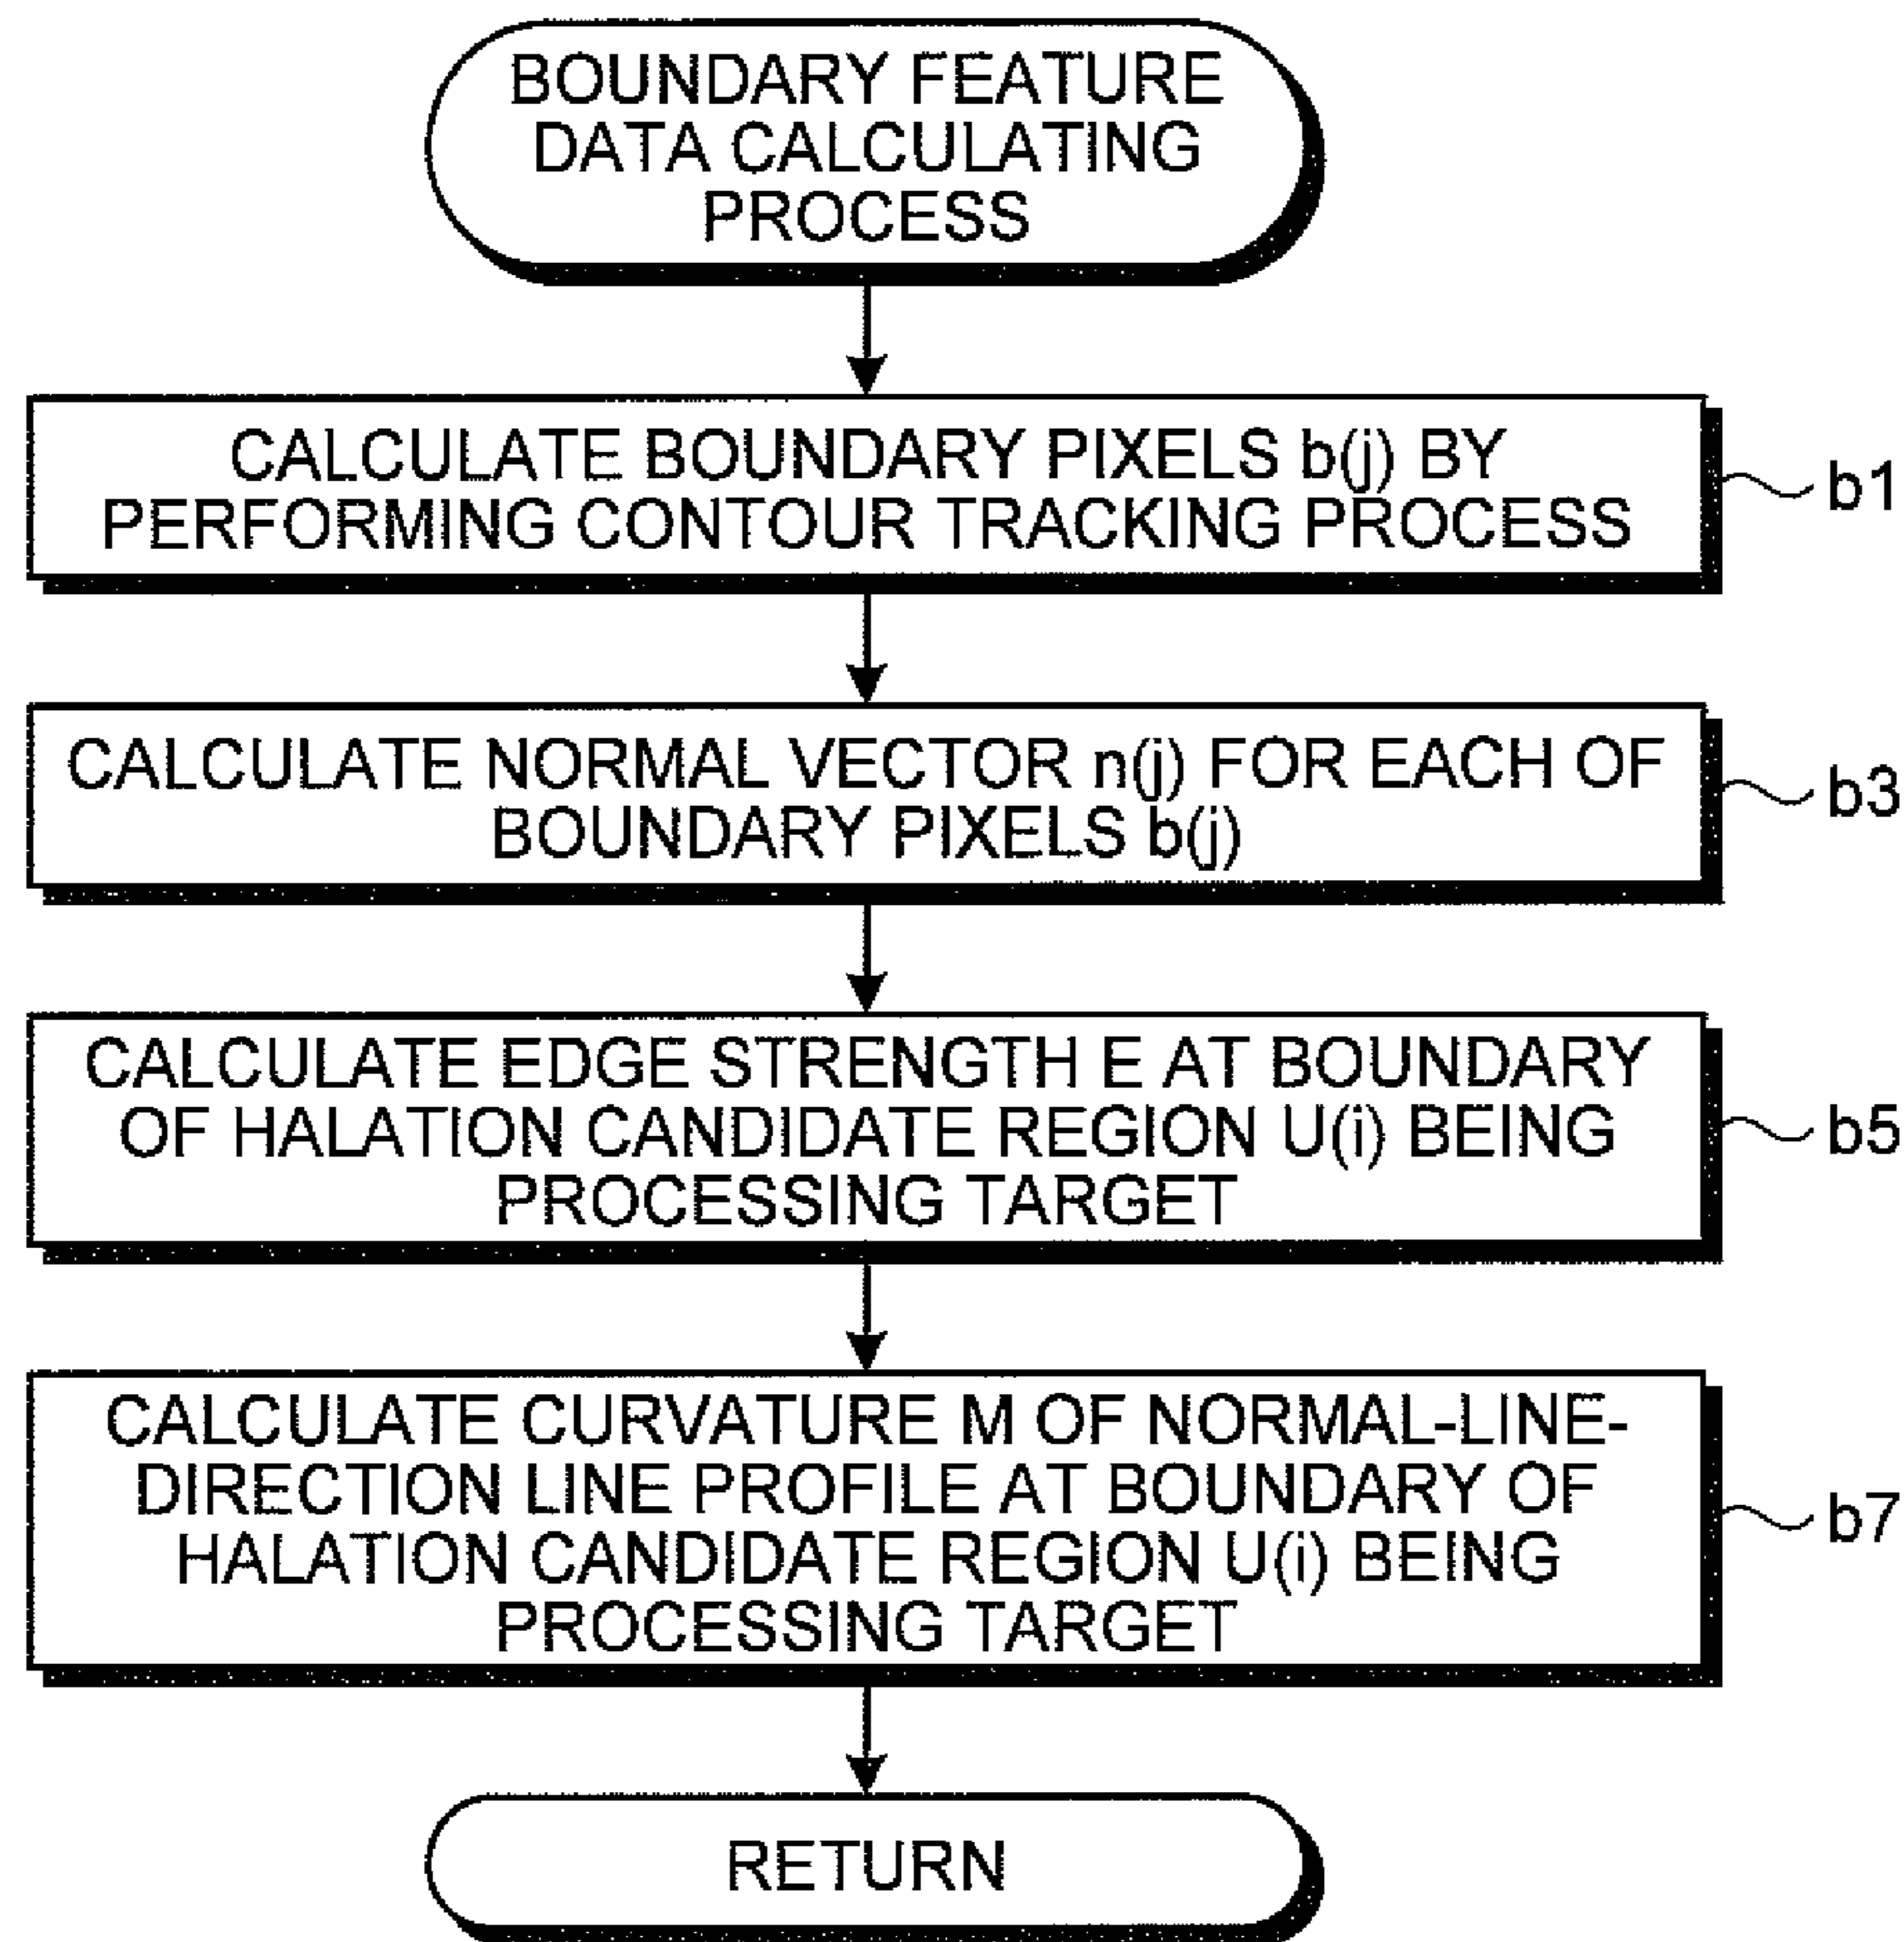 BOUNDARY FEATURE
DATA CALCULATING
PROCESS
CALCULATE BOUNDARY PIXELS b(j) BY
PERFORMING CONTOUR TRACKING PROCESS
b1
CALCULATE NORMAL VECTOR n(j) FOR EACH OF
BOUNDARY PIXELS b(j)
b3
CALCULATE EDGE STRENGTH E AT BOUNDARY
OF HALATION CANDIDATE REGION U(i) BEING
PROCESSING TARGET
b5
CALCULATE CURVATURE M OF NORMAL-LINE-
DIRECTION LINE PROFILE AT BOUNDARY OF
HALATION CANDIDATE REGION U(i) BEING
PROCESSING TARGET
b7
RETURN